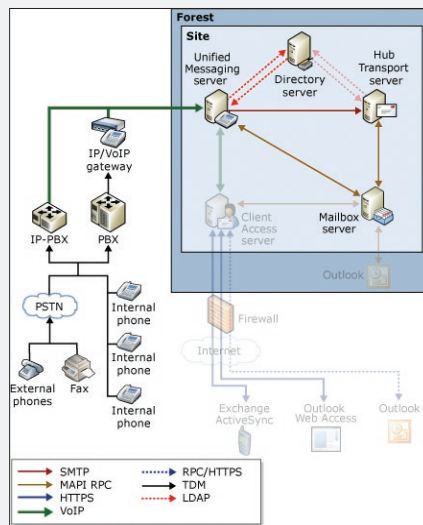 Forest
Site
Unified
Messaging
server
Directory
server
Hub
Transport
server
IP/VoIP
gateway
IP-PBX
PBX
Client
Access
server
Mailbox
server
Outlook
PSTN
Internal
phone
Internal
phone
Internal
phone
External
phones
Fax
Firewall
Internet
Exchange
ActiveSync
Outlook
Web Access
Outlook
SMTP
MAPI RPC
HTTPS
VoIP
RPC/HTTPS
TDM
LDAP